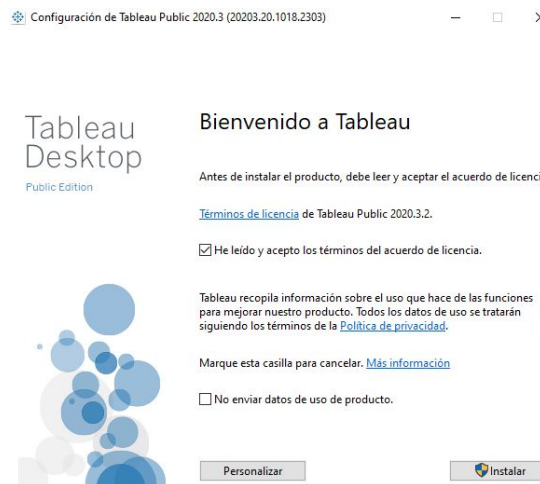 Configuración de Tableau Public 2020.3 (20203.20.1018.2303)
Tableau
Desktop
Public Edition
Bienvenido a Tableau
Antes de instalar el producto, debe leer y aceptar el acuerdo de licenci
Términos de licencia de Tableau Public 2020.3.2.
He leído y acepto los términos del acuerdo de licencia.
Tableau recopila información sobre el uso que hace de las funciones
para mejorar nuestro producto. Todos los datos de uso se tratarán
siguiendo los términos de la Política de privacidad.
Marque esta casilla para cancelar. Más información
No enviar datos de uso de producto.
Personalizar
Instalar